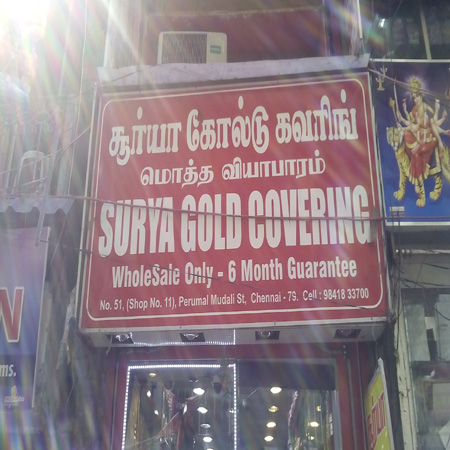 சூர்யா கோல்டு கவரிங்
மொத்த வியாபாரம்
SURYA GOLD COVERING
WholeSale Only - 6 Month Guarantee
No. 51, (Shop No. 11), Perumal Mudali St, Chennai - 79. Cell : 98418 33700
N
ms.